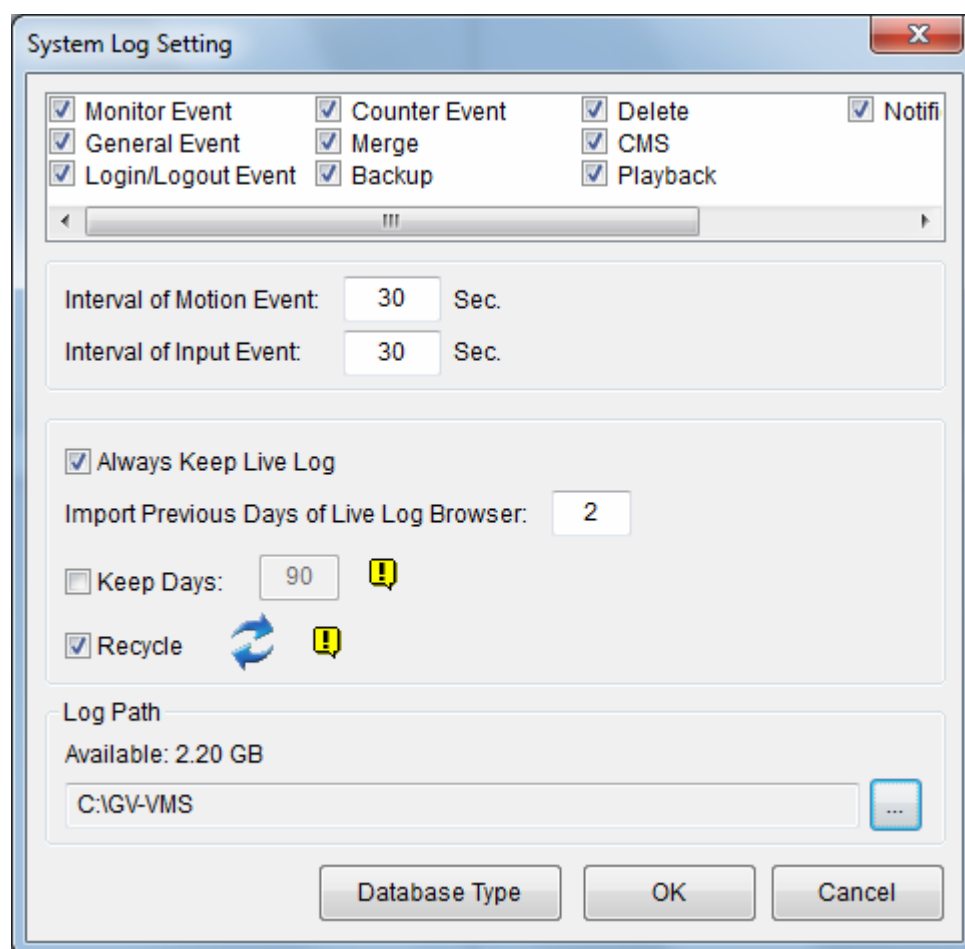 System Log Setting
Monitor Event Counter Event Delete Notifi
General Event Merge CMS
Login/Logout Event Backup Playback
Interval of Motion Event: 30 Sec.
Interval of Input Event: 30 Sec.
Always Keep Live Log
Import Previous Days of Live Log Browser: 2
Keep Days: 90
Recycle
Log Path
Available: 2.20 GB
C:\GV-VMS ...
Database Type OK Cancel